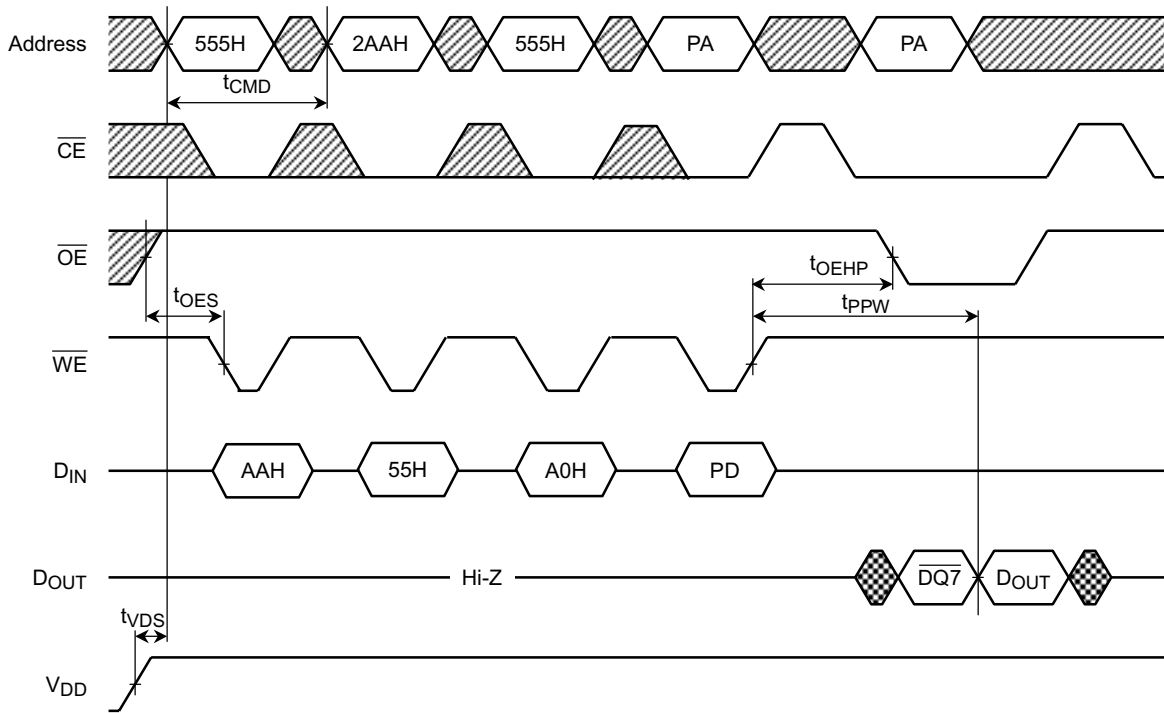 Address 555H 2AAH 555H PA PA
tCMD
CE
OE
tOEHP
tOES
tPPW
WE
DIN AAH 55H A0H PD
DOUT Hi-Z DQ7 DOUT
tVDS
VDD